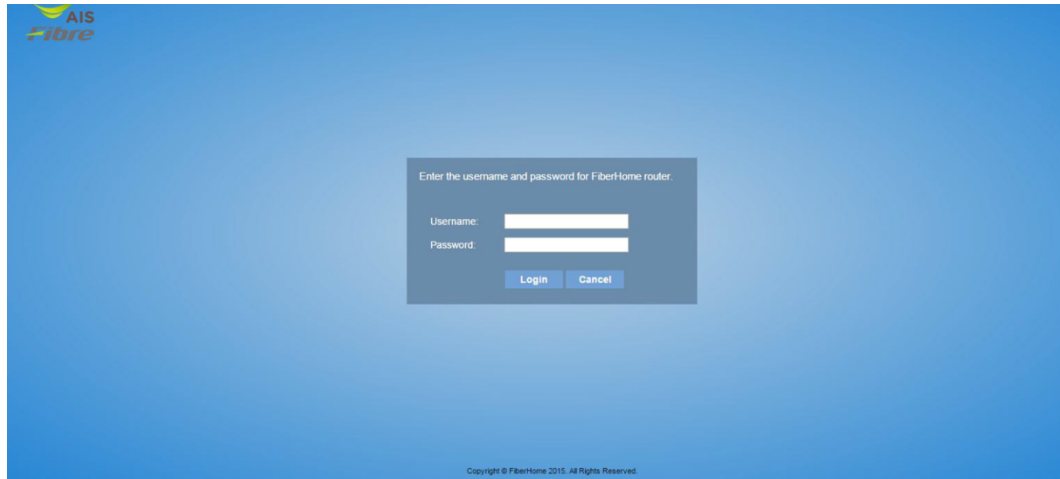 AIS
Fibre
Enter the username and password for FiberHome router.
Username:
Password:
Login Cancel
Copyright © FiberHome 2015. All Rights Reserved.